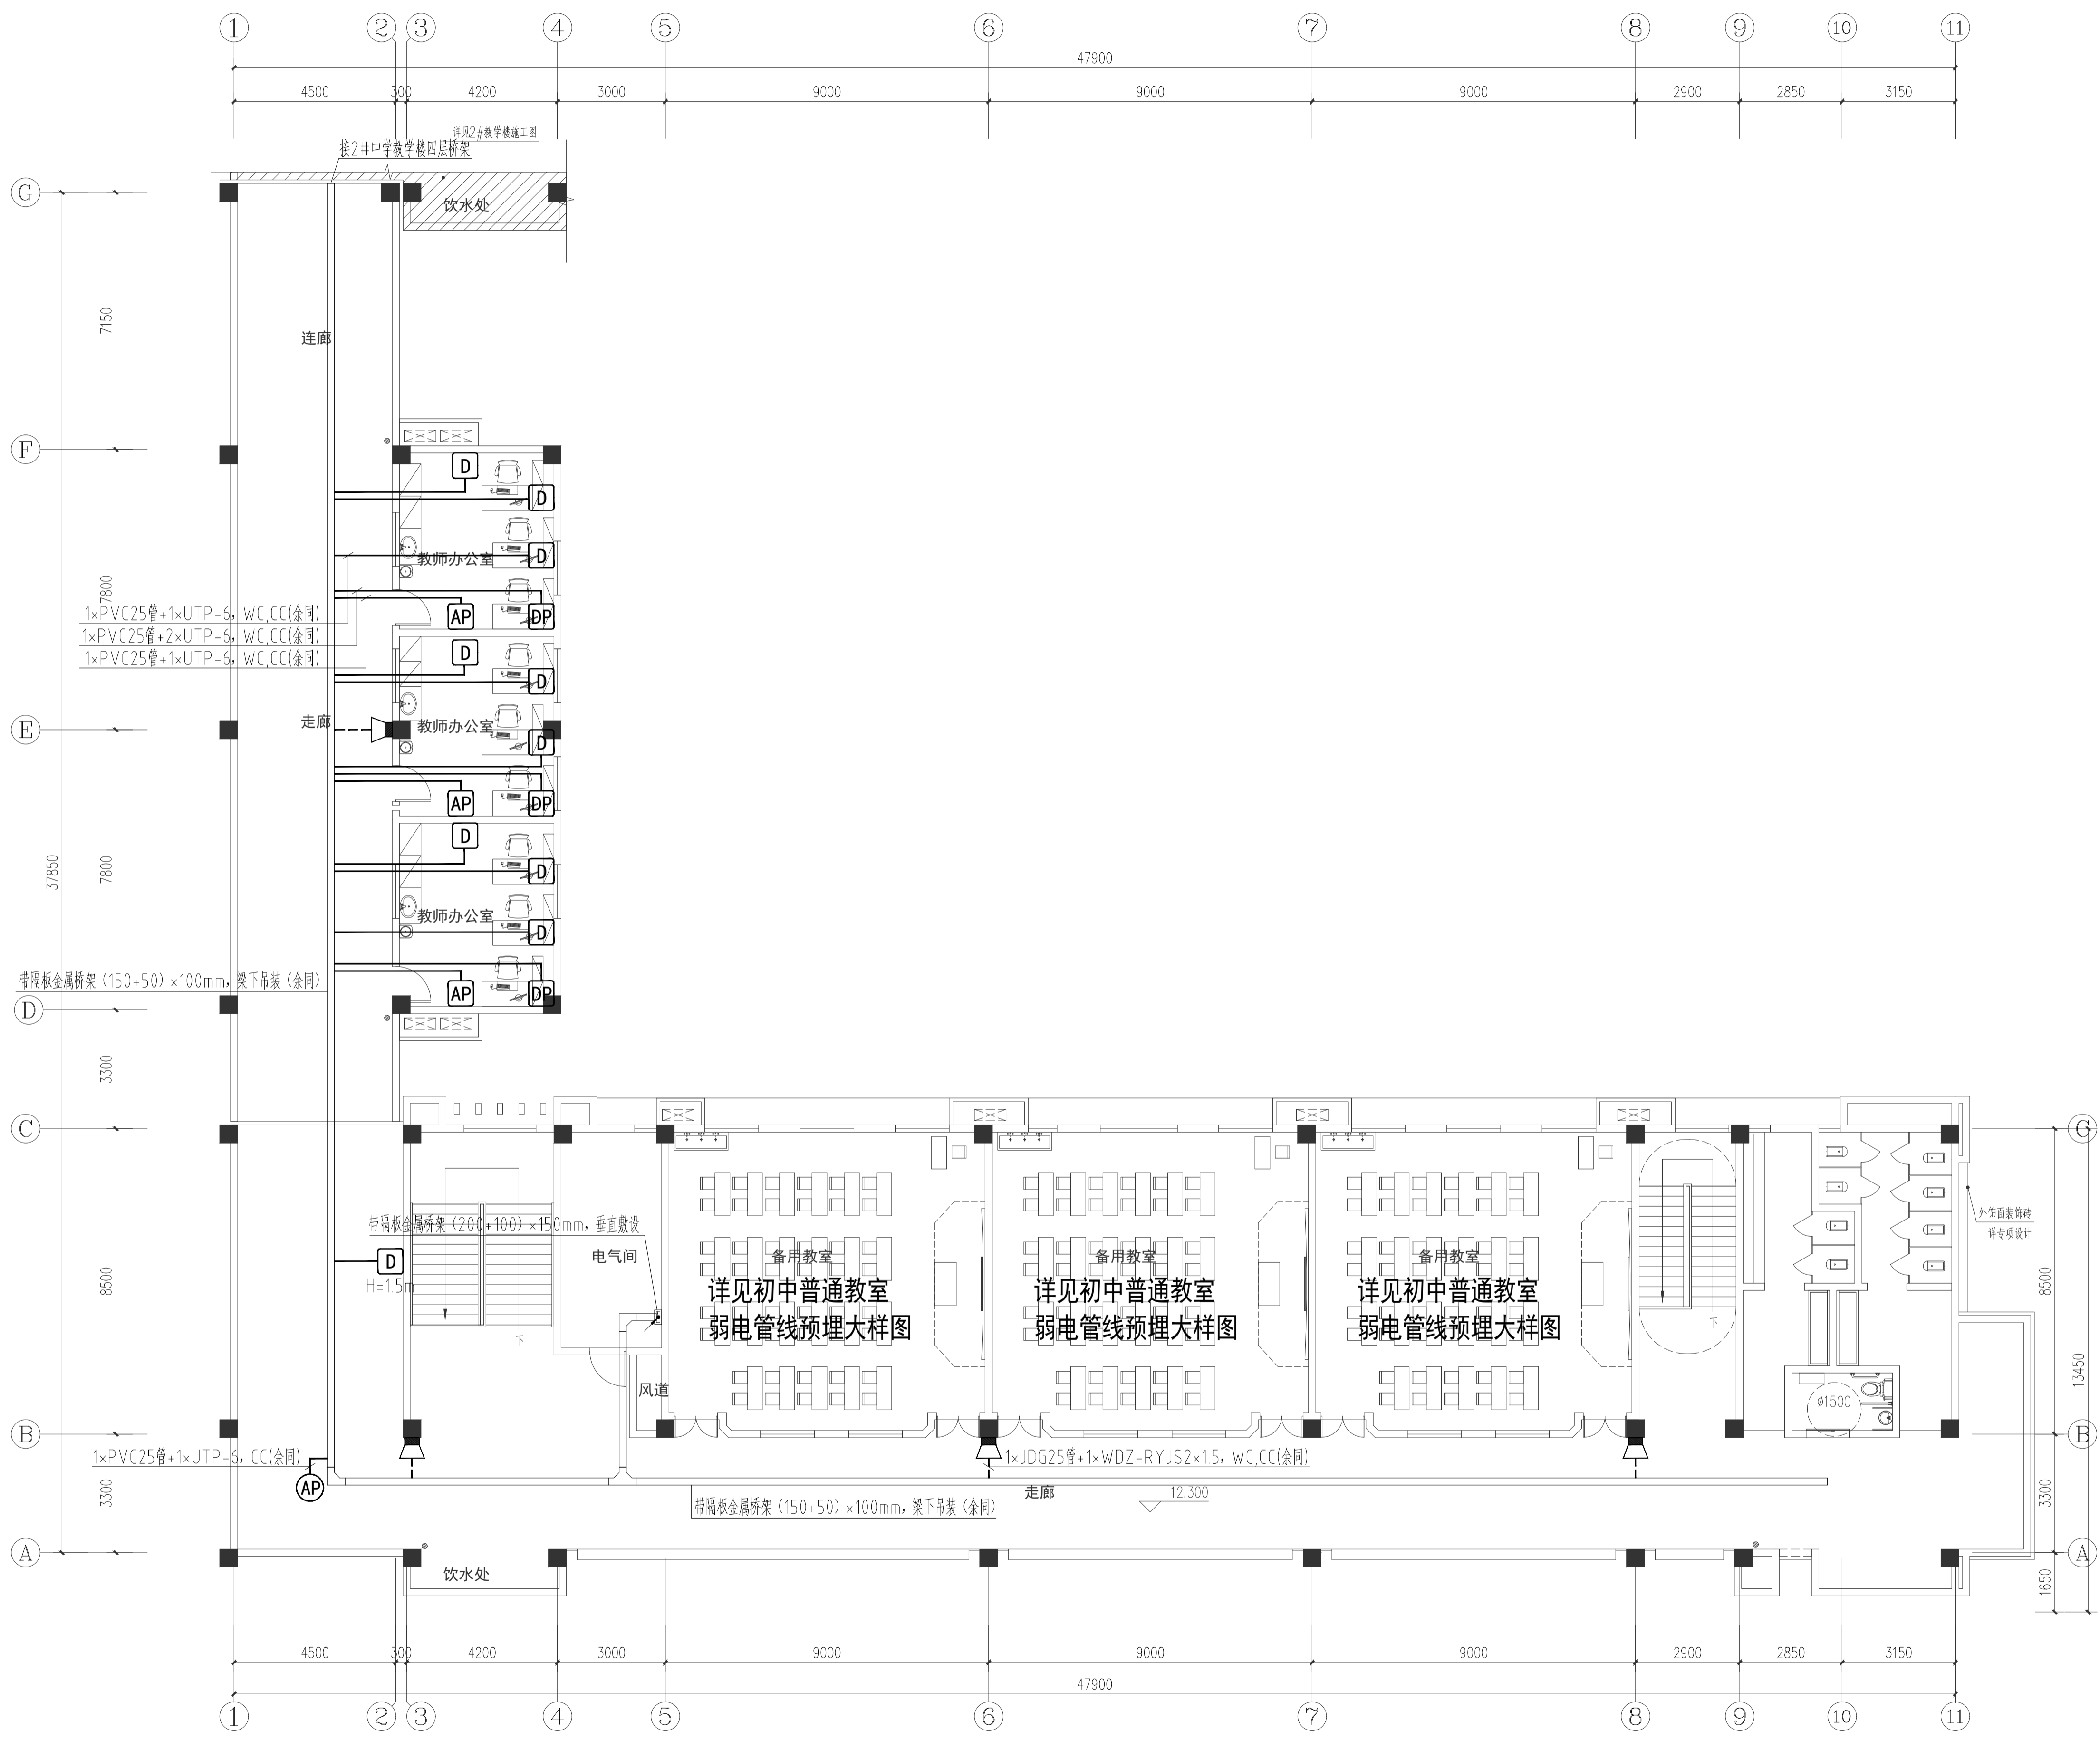 1 2 3 4 5 6 7 8 9 10 11
47900
4500 300 4200 3000 9000 9000 9000 2900 2850 3150
详见2#教学楼施工图
接2#中学教学楼四层桥架
G
饮水处
7150
连廊
F
D
D
D
教师办公室
7800
1×PVC25管+1×UTP-6，WC,CC(余同)
AP DP
1×PVC25管+2×UTP-6，WC,CC(余同)
1×PVC25管+1×UTP-6，WC,CC(余同)
D
D
走廊
教师办公室
E
D
AP DP
D
37850
7800
D
教师办公室
D
带隔板金属桥架（150+50）×100mm，梁下吊装（余同）
AP DP
D
3300
C C
带隔板金属桥架（200+100）×150mm，垂直敷设
外饰面装饰砖
详专项设计
电气间
备用教室 备用教室 备用教室
D
H=1.5m
8500
8500
详见初中普通教室 详见初中普通教室 详见初中普通教室
弱电管线预埋大样图 弱电管线预埋大样图 弱电管线预埋大样图
下 下
13450
风道
ø1500
B B
1×PVC25管+1×UTP-6，CC(余同)
1×JDG25管+1×WDZ-RYJS2×1.5，WC,CC(余同)
AP
3300
走廊
12.300
3300
带隔板金属桥架（150+50）×100mm，梁下吊装（余同）
A A
饮水处
1650
4500 300 4200 3000 9000 9000 9000 2900 2850 3150
47900
1 2 3 4 5 6 7 8 9 10 11